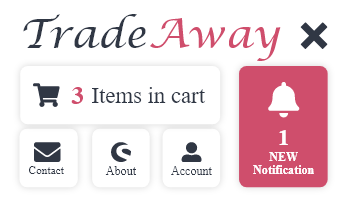 TradeAway
3 Items in cart
1
NEW
Notification
Contact
About
Account